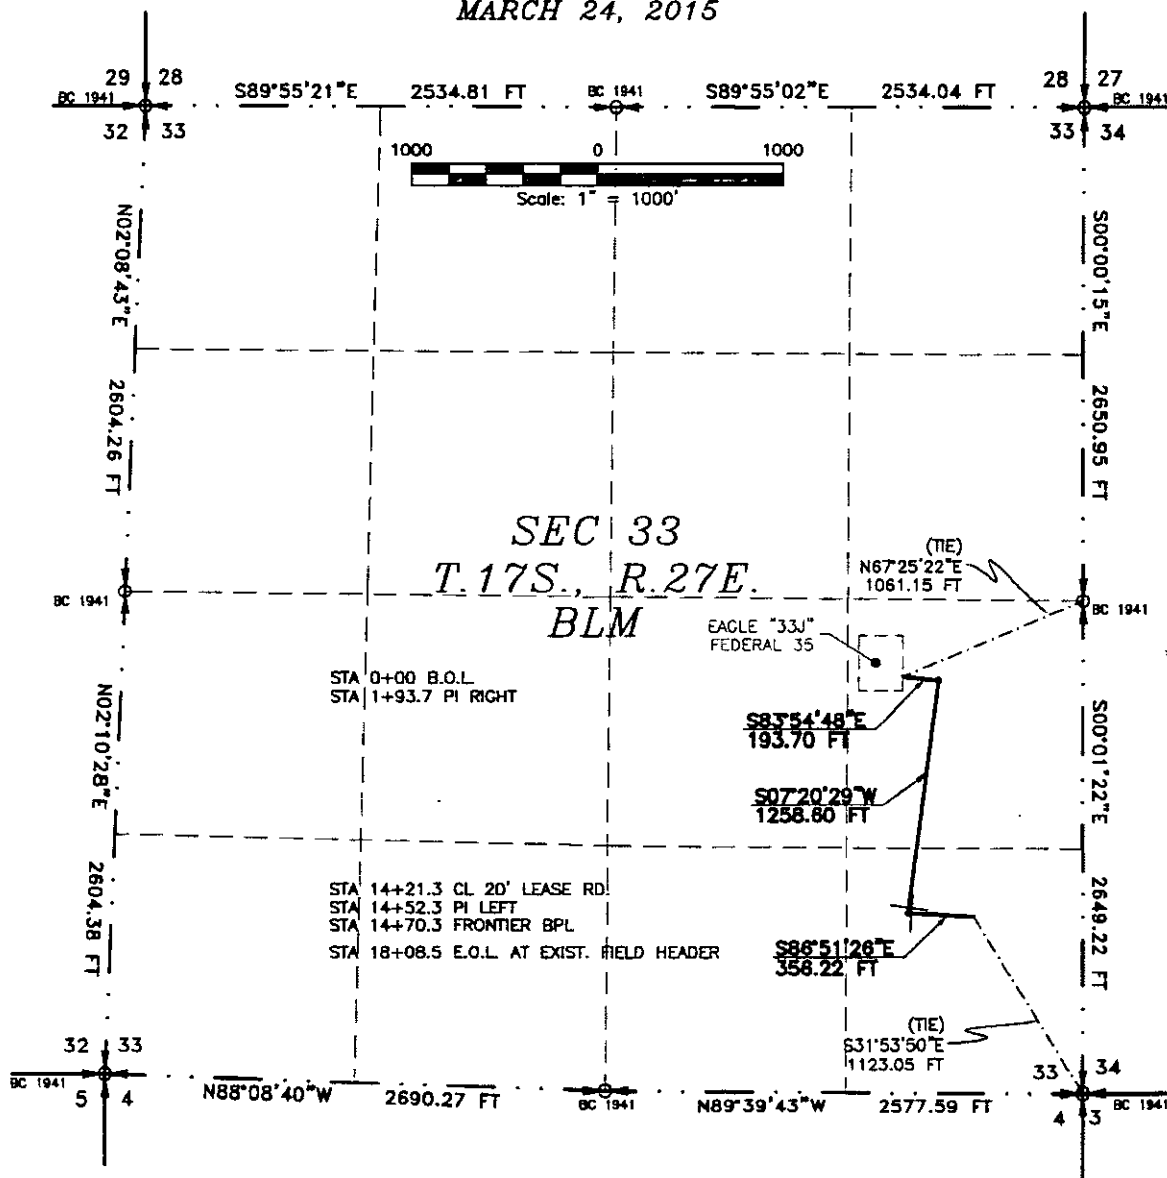 MARCH 24, 2015
29 28
28 27
BC 1941
S89°55'21"E 2534.81 FT
BC 1941
S89°55'02"E 2534.04 FT
BC 1941
32 33
33 34
1000 0 1000
Scale: 1" = 1000'
N02°08'43"E
2604.26 FT
S00°00'15"E
2650.95 FT
SEC 33
T.17S., R.27E.
BLM
(TIE)
N67°25'22"E
1061.15 FT
BC 1941
BC 1941
EAGLE "33J"
FEDERAL 35
STA 0+00 B.O.L.
STA 1+93.7 PI RIGHT
S83°54'48"E
193.70 FT
N02°10'28"E
2604.38 FT
S00°01'22"E
2649.22 FT
S07°20'29"W
1258.60 FT
STA 14+21.3 CL 20' LEASE RD.
STA 14+52.3 PI LEFT
STA 14+70.3 FRONTIER BPL
STA 18+08.5 E.O.L. AT EXIST. FIELD HEADER
S86°51'26"E
358.22 FT
(TIE)
S31°53'50"E
1123.05 FT
32 33
33 34
BC 1941
5 4
N88°08'40"W 2690.27 FT
BC 1941
N89°39'43"W 2577.59 FT
4 3
BC 1941